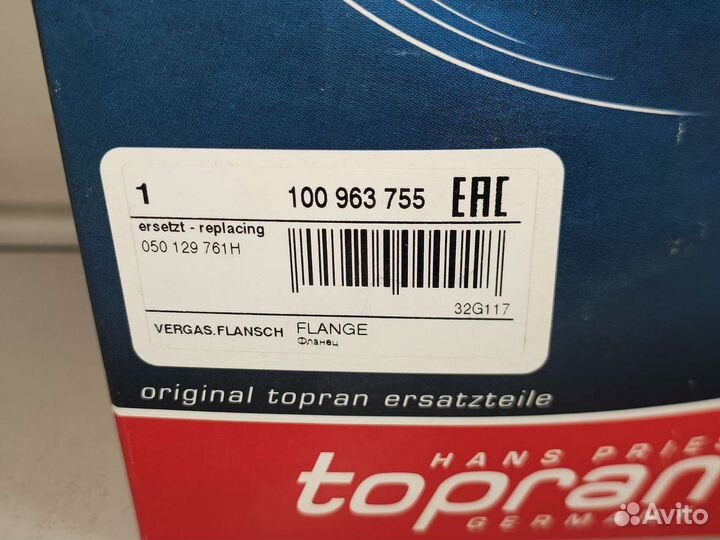 1 100 963 755 EAC
ersetzt - replacing
050 129 761H
32G117
VERGAS.FLANSCH FLANGE
Фланец
original topran ersatzteile
HANS PRIES
topran
GERMA
Avito